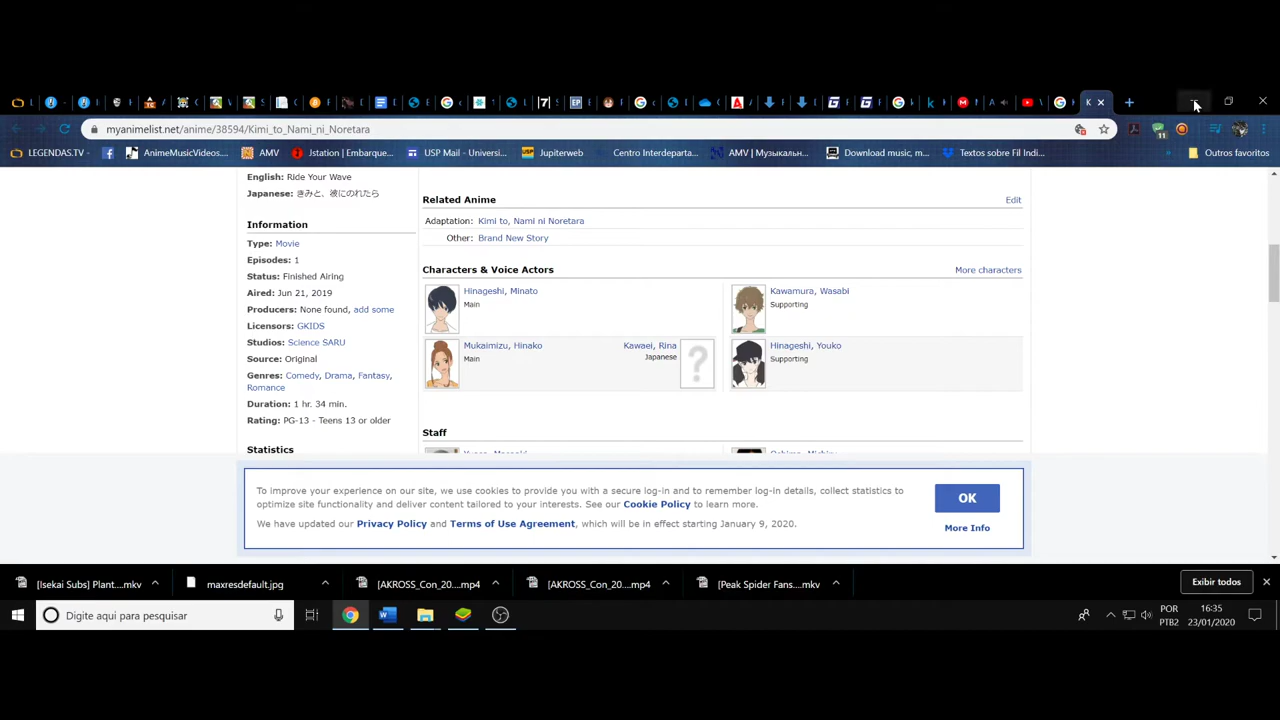 myanimelist.net/anime/38594/Kimi_to_Nami_ni_Noretara
LEGENDAS.TV
AnimeMusicVideos...
AMV
Jstation | Embarque...
USP Mail - Universi...
Jupiterweb
Centro Interdeparta...
AMV | Музыкальн...
Download music, m...
Textos sobre Fil Indi...
»
Outros favoritos
English: Ride Your Wave
Japanese: きみと、波にのれたら
Information
Type: Movie
Episodes: 1
Status: Finished Airing
Aired: Jun 21, 2019
Producers: None found, add some
Licensors: GKIDS
Studios: Science SARU
Source: Original
Genres: Comedy, Drama, Fantasy,
Romance
Duration: 1 hr. 34 min.
Rating: PG-13 - Teens 13 or older
Statistics
Related Anime
Edit
Adaptation: Kimi to, Nami ni Noretara
Other: Brand New Story
Characters & Voice Actors
More characters
Hinageshi, Minato
Main
Kawamura, Wasabi
Supporting
Mukaimizu, Hinako
Main
Kawaei, Rina
Japanese
Hinageshi, Youko
Supporting
Staff
To improve your experience on our site, we use cookies to provide you with a secure log-in and to remember log-in details, collect statistics to
optimize site functionality and deliver content tailored to your interests. See our Cookie Policy to learn more.
We have updated our Privacy Policy and Terms of Use Agreement, which will be in effect starting January 9, 2020.
OK
More Info
[Isekai Subs] Plant....mkv
maxresdefault.jpg
[AKROSS_Con_20....mp4
[AKROSS_Con_20....mp4
[Peak Spider Fans....mkv
Exibir todos
Digite aqui para pesquisar
POR
PTB2
16:35
23/01/2020